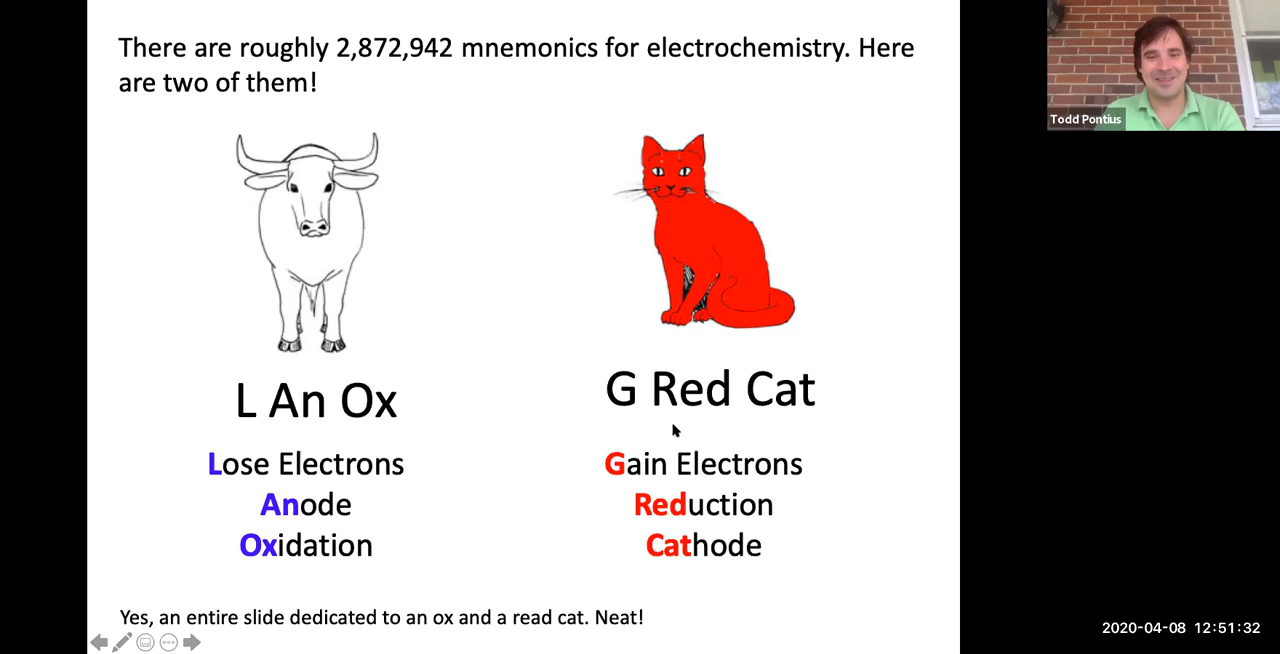 There are roughly 2,872,942 mnemonics for electrochemistry. Here
are two of them!
Todd Pontius
L An Ox
G Red Cat
Lose Electrons
Anode
Oxidation
Gain Electrons
Reduction
Cathode
Yes, an entire slide dedicated to an ox and a read cat. Neat!
2020-04-08 12:51:32